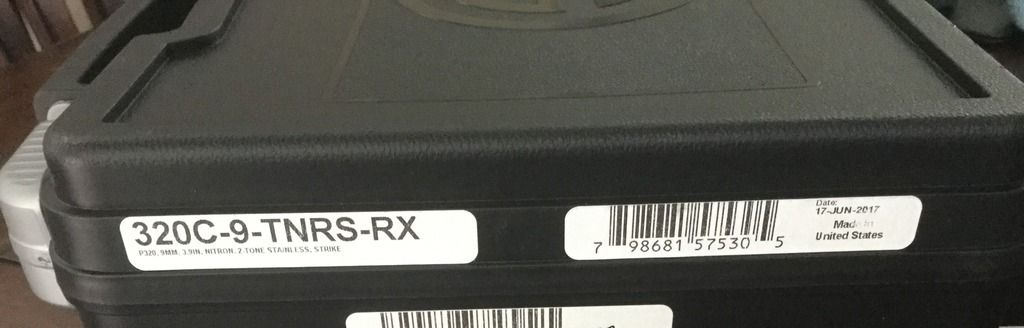 320C-9-TNRS-RX
P320, 9MM, 3.9IN, NITRON, 2-TONE STAINLESS, STRIKE
7 98681 57530 5
Date:
17-JUN-2017
Made In
United States